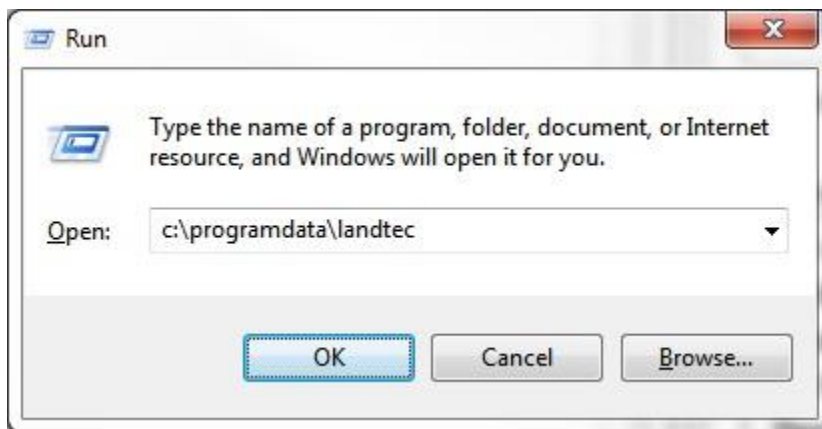 Run
Type the name of a program, folder, document, or Internet
resource, and Windows will open it for you.
Open: c:\programdata\landtec
OK Cancel Browse...